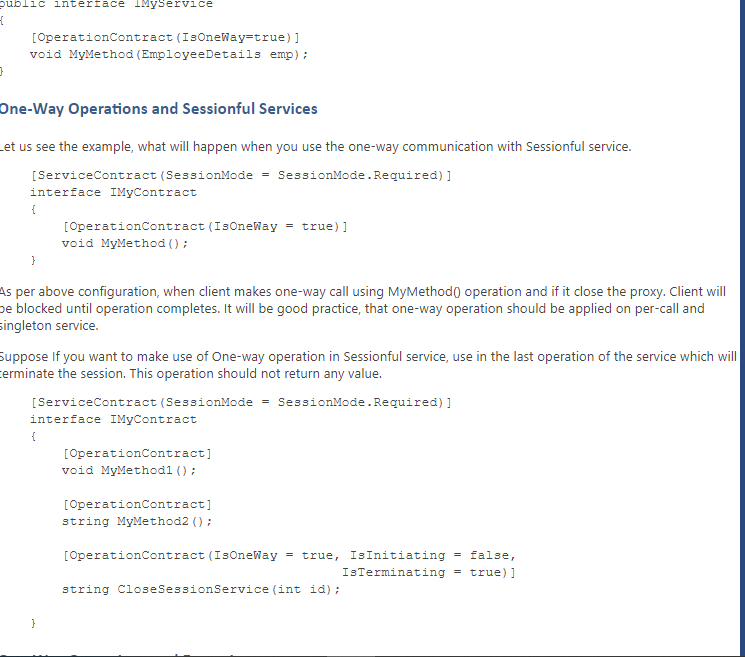 public interface IMyService
{
[OperationContract(IsOneWay=true)]
void MyMethod(EmployeeDetails emp);
}
One-Way Operations and Sessionful Services
Let us see the example, what will happen when you use the one-way communication with Sessionful service.
[ServiceContract(SessionMode = SessionMode.Required)]
interface IMyContract
{
[OperationContract(IsOneWay = true)]
void MyMethod();
}
As per above configuration, when client makes one-way call using MyMethod() operation and if it close the proxy. Client will
be blocked until operation completes. It will be good practice, that one-way operation should be applied on per-call and
singleton service.
Suppose If you want to make use of One-way operation in Sessionful service, use in the last operation of the service which will
terminate the session. This operation should not return any value.
[ServiceContract(SessionMode = SessionMode.Required)]
interface IMyContract
{
[OperationContract]
void MyMethod1();
[OperationContract]
string MyMethod2();
[OperationContract(IsOneWay = true, IsInitiating = false,
IsTerminating = true)]
string CloseSessionService(int id);
}